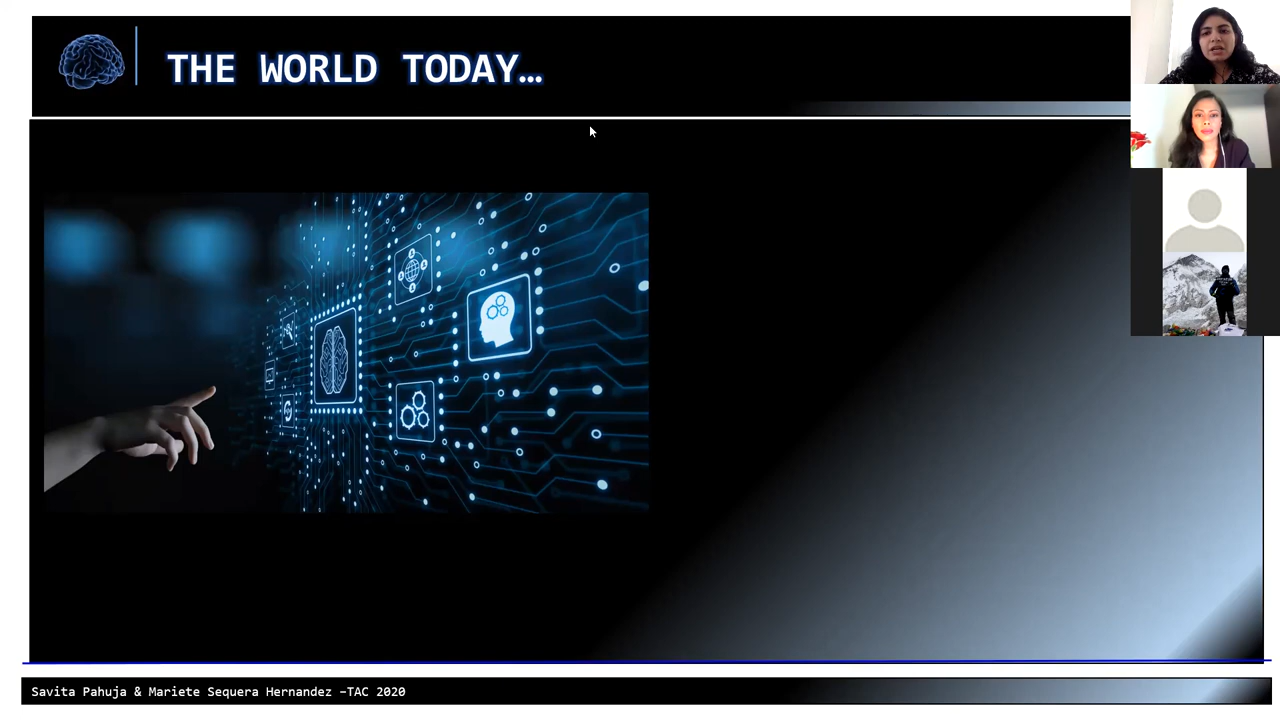 THE WORLD TODAY…
Savita Pahuja & Mariete Sequera Hernandez –TAC 2020